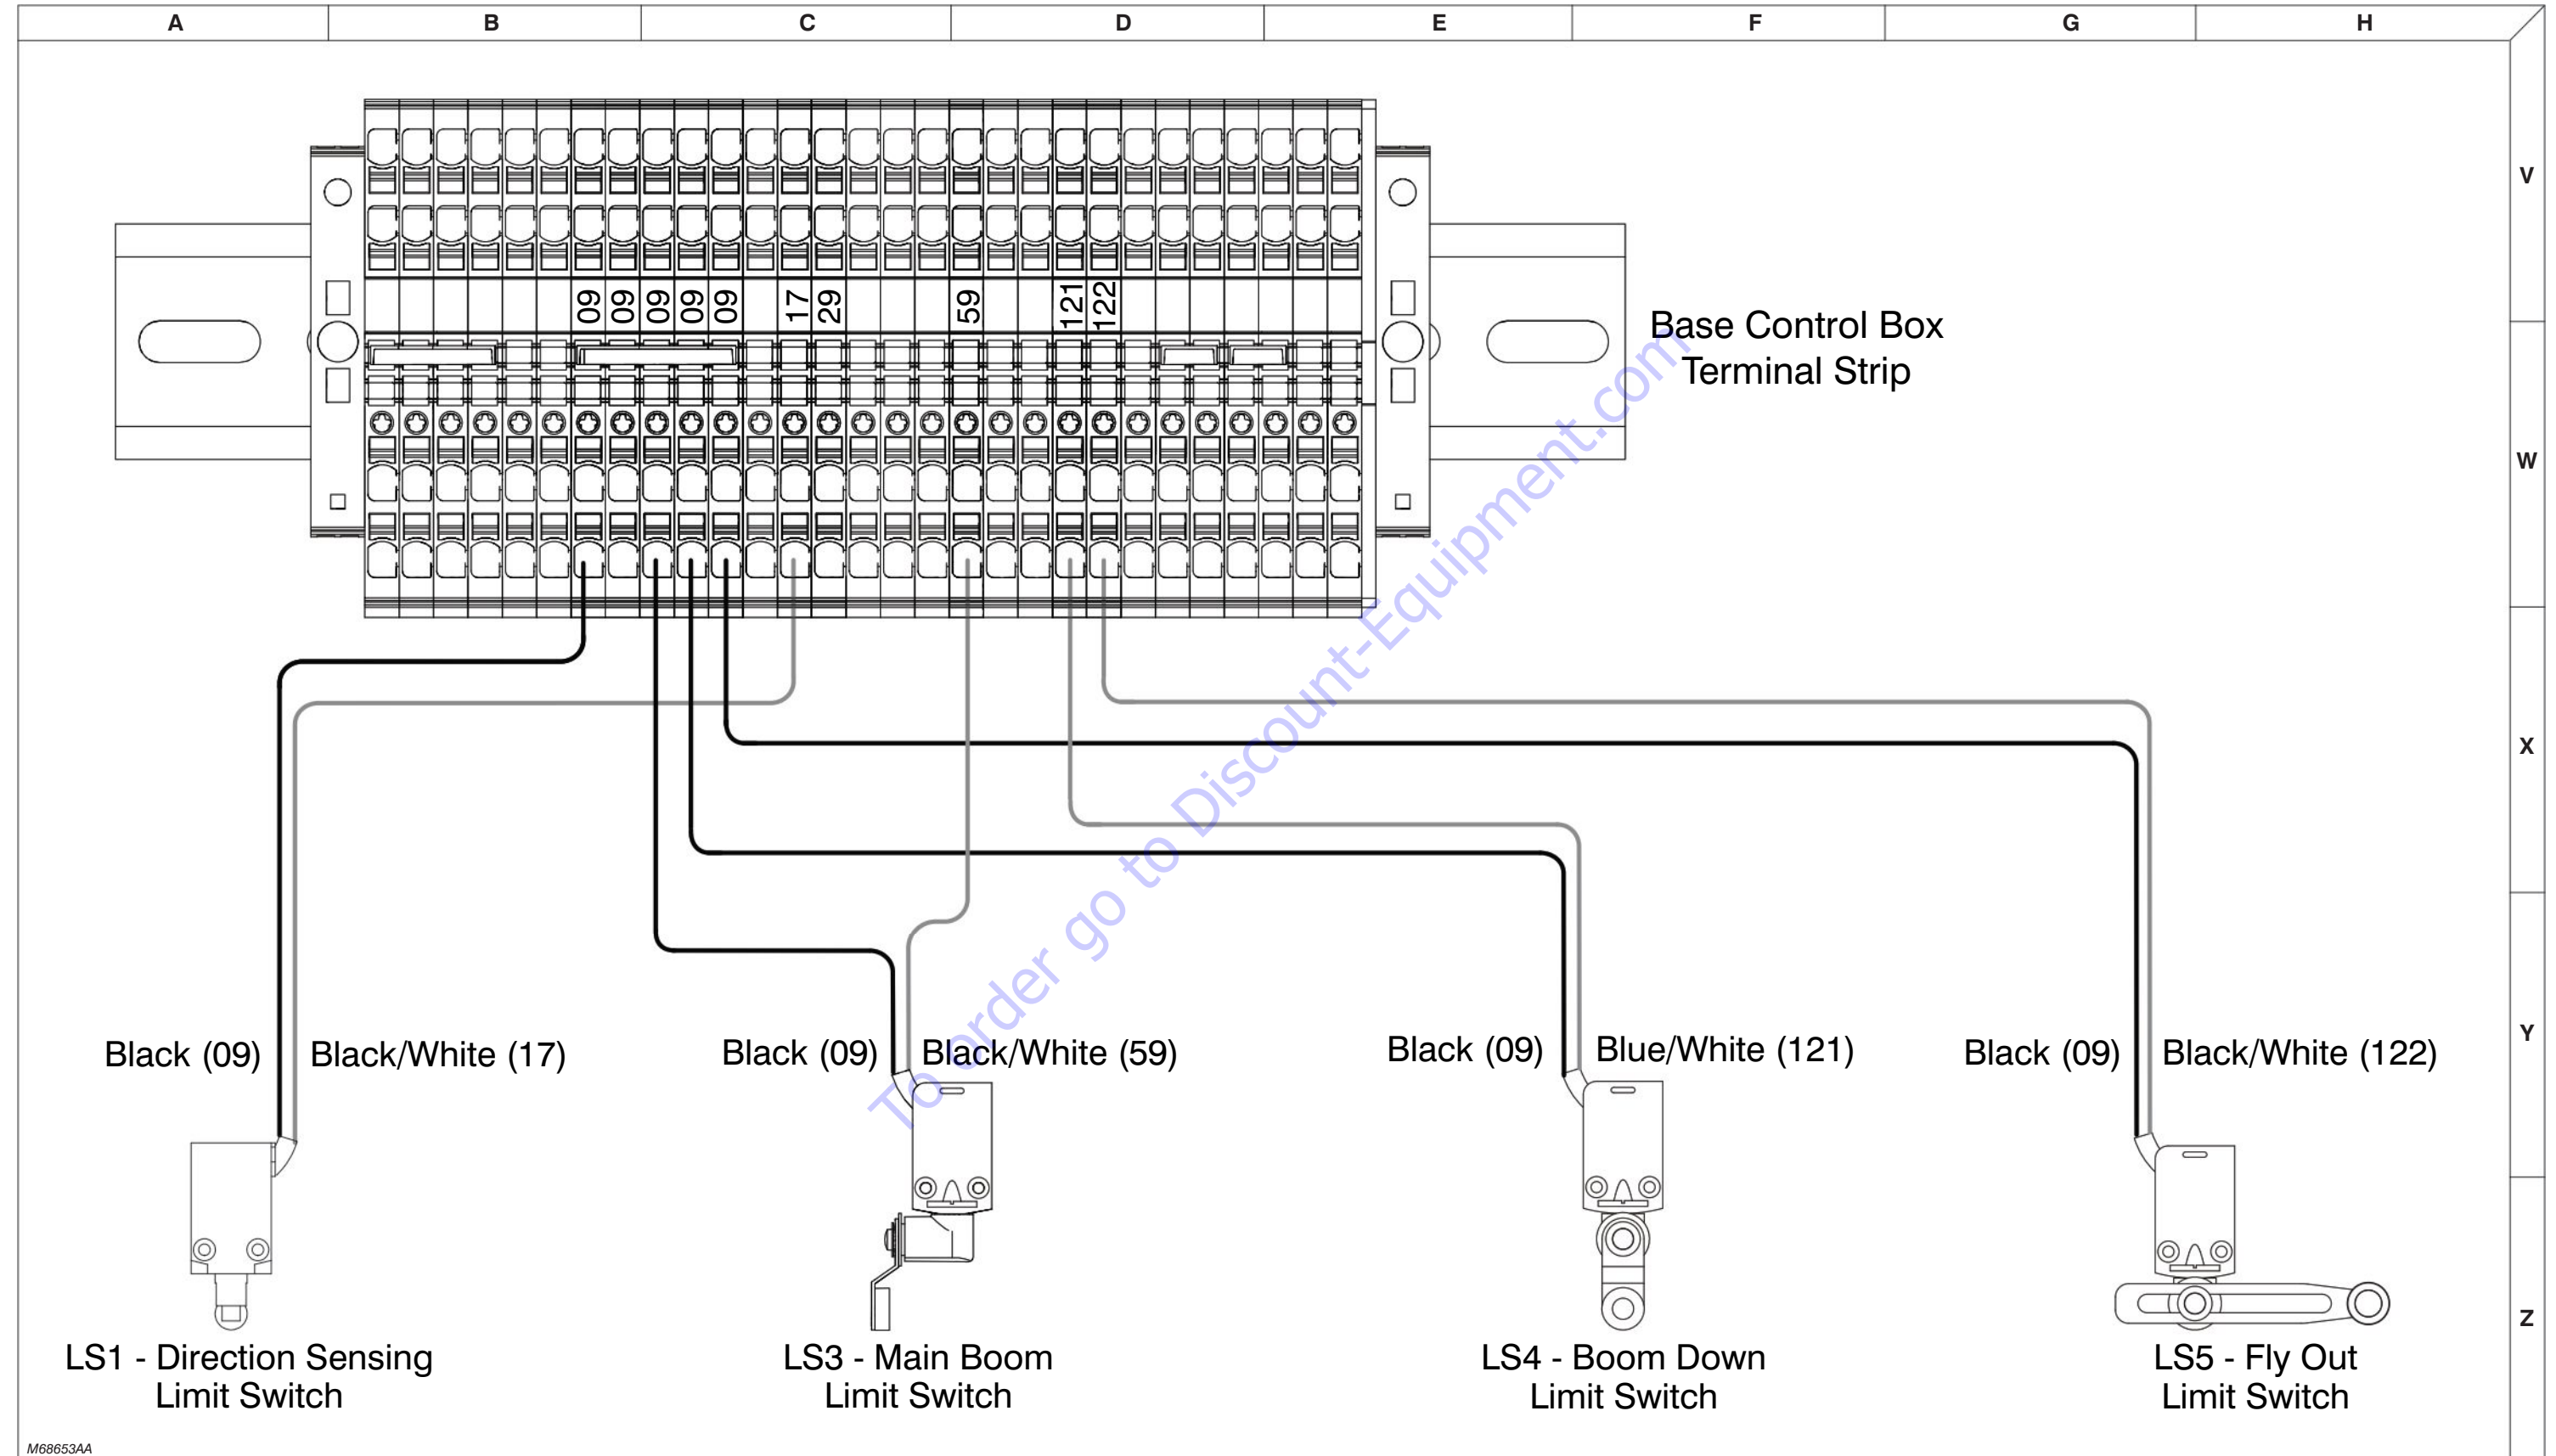 A B C D E F G H
V
09 09 09 09 09 17 29 59 121 122
Base Control Box
Terminal Strip
W
X
To order go to Discount-Equipment.com
Y
Black (09) Black/White (17) Black (09) Black/White (59) Black (09) Blue/White (121) Black (09) Black/White (122)
Z
LS1 - Direction Sensing
Limit Switch
LS3 - Main Boom
Limit Switch
LS4 - Boom Down
Limit Switch
LS5 - Fly Out
Limit Switch
M68653AA